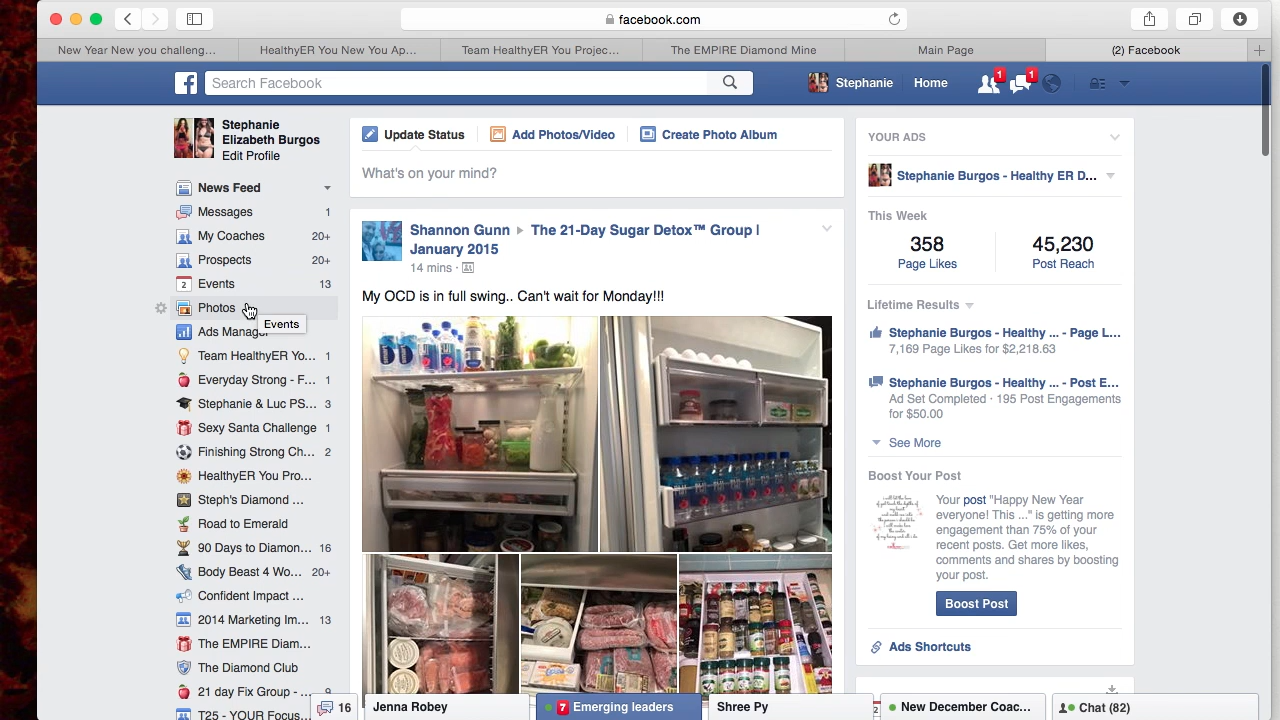 facebook.com
New Year New you challeng...
HealthyER You New You Ap...
Team HealthyER You Projec...
The EMPIRE Diamond Mine
Main Page
(2) Facebook
Search Facebook
Stephanie
Home
1
1
Stephanie
Elizabeth Burgos
Edit Profile
News Feed
Messages 1
My Coaches 20+
Prospects 20+
Events 13
Photos
Events
Ads Manager
Team HealthyER Yo... 1
Everyday Strong - F... 1
Stephanie & Luc PS... 3
Sexy Santa Challenge 1
Finishing Strong Ch... 2
HealthyER You Pro...
Steph's Diamond ...
Road to Emerald
90 Days to Diamon... 16
Body Beast 4 Wo... 20+
Confident Impact ...
2014 Marketing Im... 13
The EMPIRE Diam...
The Diamond Club
21 day Fix Group - ... 9
T25 - YOUR Focus...
Update Status
Add Photos/Video
Create Photo Album
What's on your mind?
Shannon Gunn ▸ The 21-Day Sugar Detox™ Group |
January 2015
14 mins ·
My OCD is in full swing.. Can't wait for Monday!!!
YOUR ADS
Stephanie Burgos - Healthy ER D...
This Week
358
Page Likes
45,230
Post Reach
Lifetime Results
Stephanie Burgos - Healthy ... - Page L...
7,169 Page Likes for $2,218.63
Stephanie Burgos - Healthy ... - Post E...
Ad Set Completed · 195 Post Engagements
for $50.00
See More
Boost Your Post
Your post "Happy New Year
everyone! This ..." is getting more
engagement than 75% of your
recent posts. Get more likes,
comments and shares by boosting
your post.
Boost Post
Ads Shortcuts
16
Jenna Robey
7 Emerging leaders
Shree Py
New December Coac...
Chat (82)